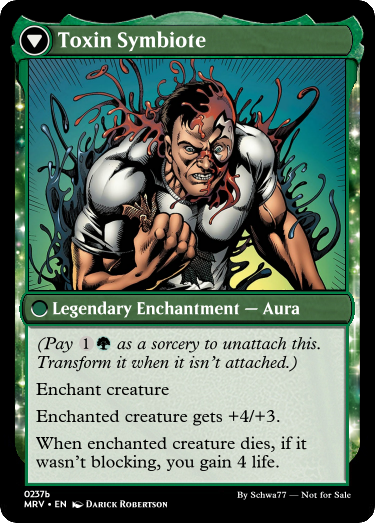 Toxin Symbiote
Legendary Enchantment — Aura
(Pay 1 as a sorcery to unattach this.
Transform it when it isn't attached.)
Enchant creature
Enchanted creature gets +4/+3.
When enchanted creature dies, if it
wasn't blocking, you gain 4 life.
0237b
MRV • EN Darick Robertson
By Schwa77 — Not for Sale